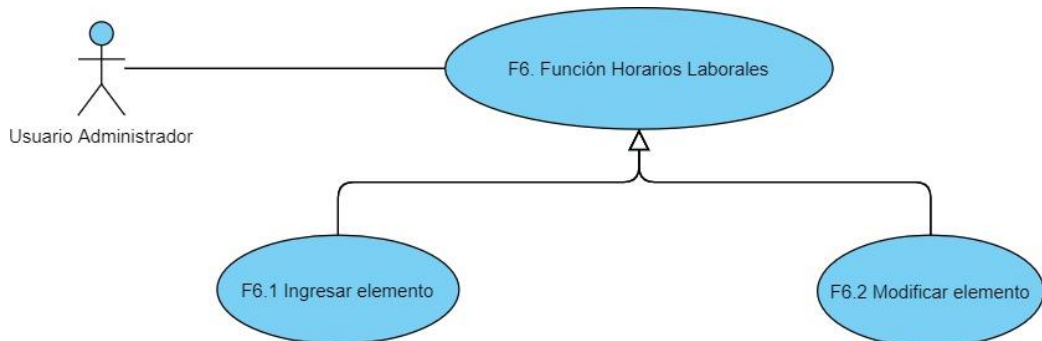 F6. Función Horarios Laborales
Usuario Administrador
F6.1 Ingresar elemento
F6.2 Modificar elemento